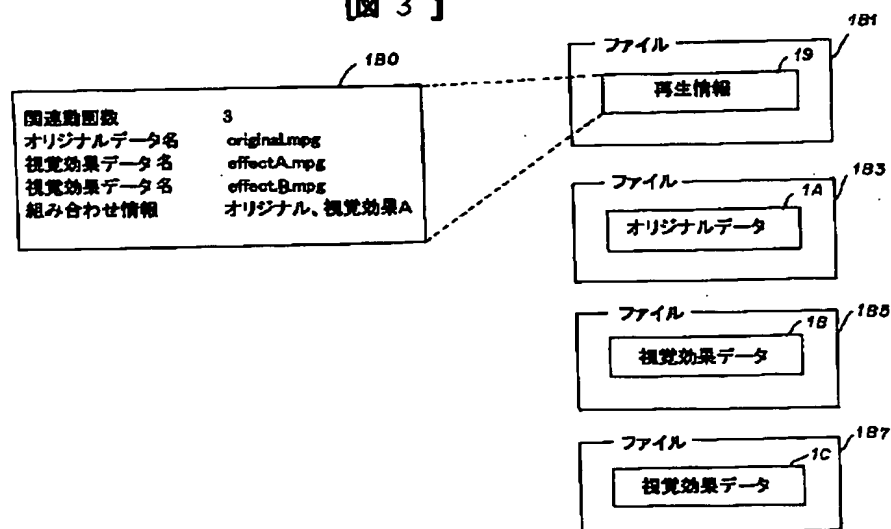 【図 3 】
1B0
関連動画数 3
オリジナルデータ名 original.mpg
視覚効果データ名 effectA.mpg
視覚効果データ名 effect.B.mpg
組み合わせ情報 オリジナル、視覚効果A
1B1
ファイル
19
再生情報
1B3
ファイル
1A
オリジナルデータ
1B5
ファイル
1B
視覚効果データ
1B7
ファイル
1C
視覚効果データ